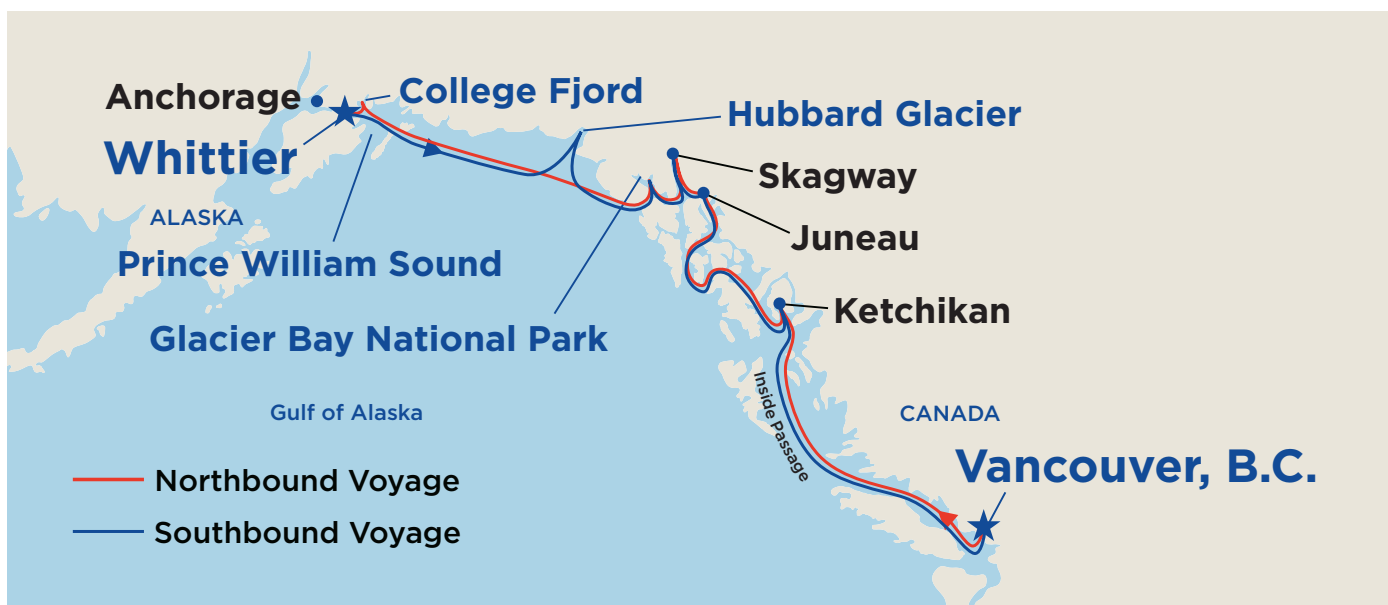 Anchorage
College Fjord
Hubbard Glacier
Whittier
Skagway
ALASKA
Juneau
Prince William Sound
Ketchikan
Glacier Bay National Park
Inside Passage
Gulf of Alaska
CANADA
Vancouver, B.C.
Northbound Voyage
Southbound Voyage